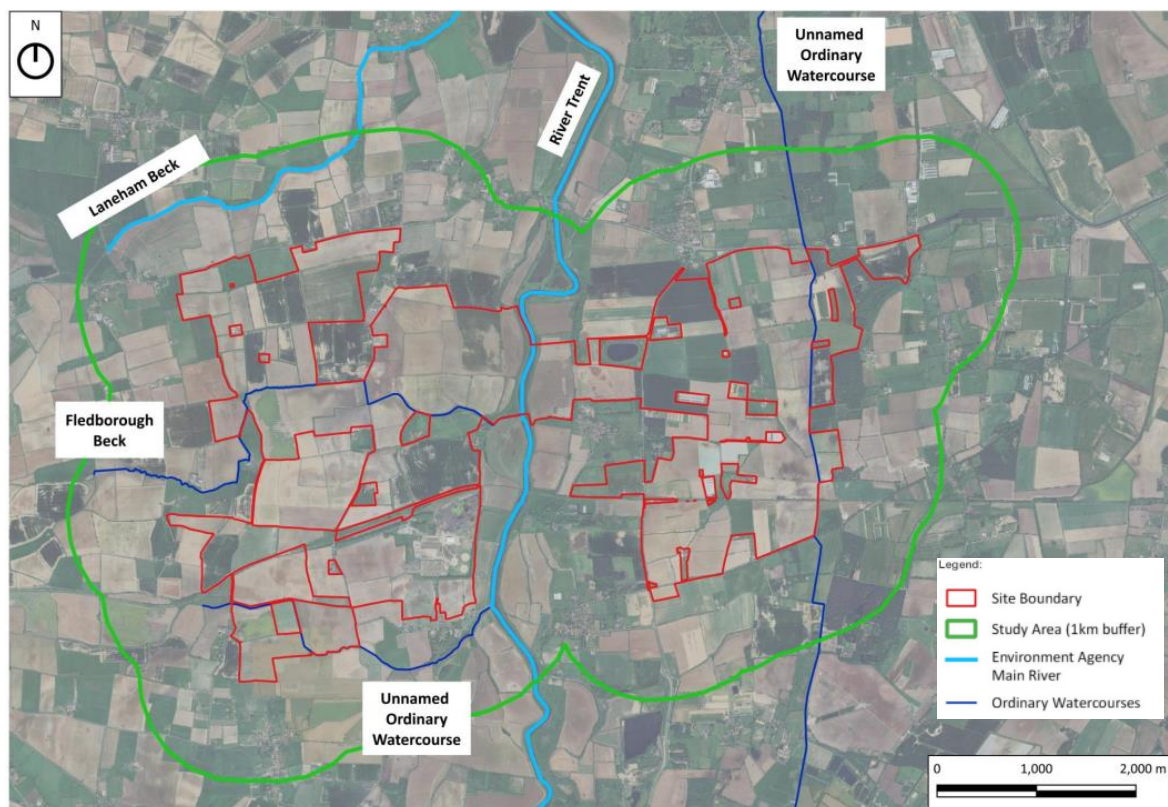 N
Unnamed
Ordinary
Watercourse
River Trent
Laneham Beck
Fledborough
Beck
Unnamed
Ordinary
Watercourse
Legend:
Site Boundary
Study Area (1km buffer)
Environment Agency
Main River
Ordinary Watercourses
0 1,000 2,000 m